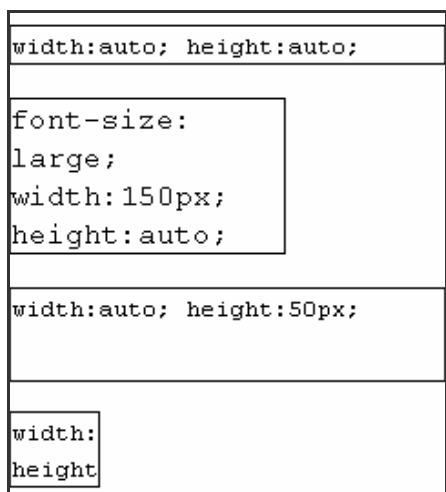 width:auto; height:auto;
font-size:
large;
width:150px;
height:auto;
width:auto; height:50px;
width:
height